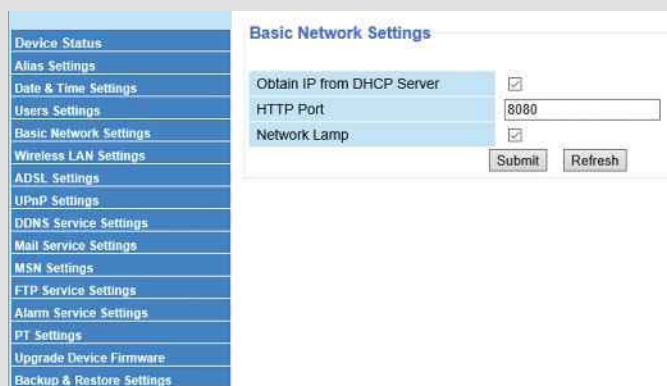 Device Status
Alias Settings
Date & Time Settings
Users Settings
Basic Network Settings
Wireless LAN Settings
ADSL Settings
UPnP Settings
DDNS Service Settings
Mail Service Settings
MSN Settings
FTP Service Settings
Alarm Service Settings
PT Settings
Upgrade Device Firmware
Backup & Restore Settings
Basic Network Settings
Obtain IP from DHCP Server
HTTP Port 8080
Network Lamp
Submit Refresh